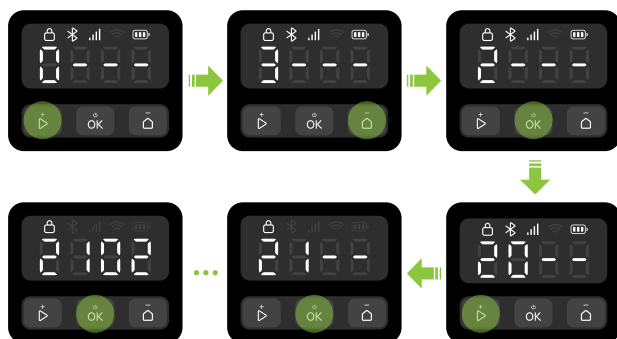 0---
+ OK −
3---
+ OK −
2---
+ OK −
2102
+ OK −
21--
+ OK −
20--
+ OK −